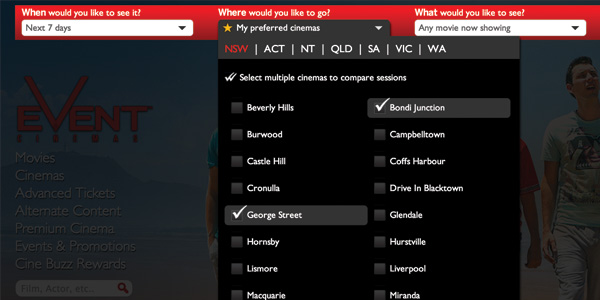 When would you like to see it?
Where would you like to go?
What would you like to see?
Next 7 days
My preferred cinemas
Any movie now showing
NSW | ACT | NT | QLD | SA | VIC | WA
Select multiple cinemas to compare sessions
Beverly Hills
Bondi Junction
Burwood
Campbelltown
Castle Hill
Coffs Harbour
Cronulla
Drive In Blacktown
George Street
Glendale
Hornsby
Hurstville
Lismore
Liverpool
Macquarie
Miranda
EVENT
CINEMAS
Movies
Cinemas
Advanced Tickets
Alternate Content
Premium Cinema
Events & Promotions
Cine Buzz Rewards
Film, Actor, etc...